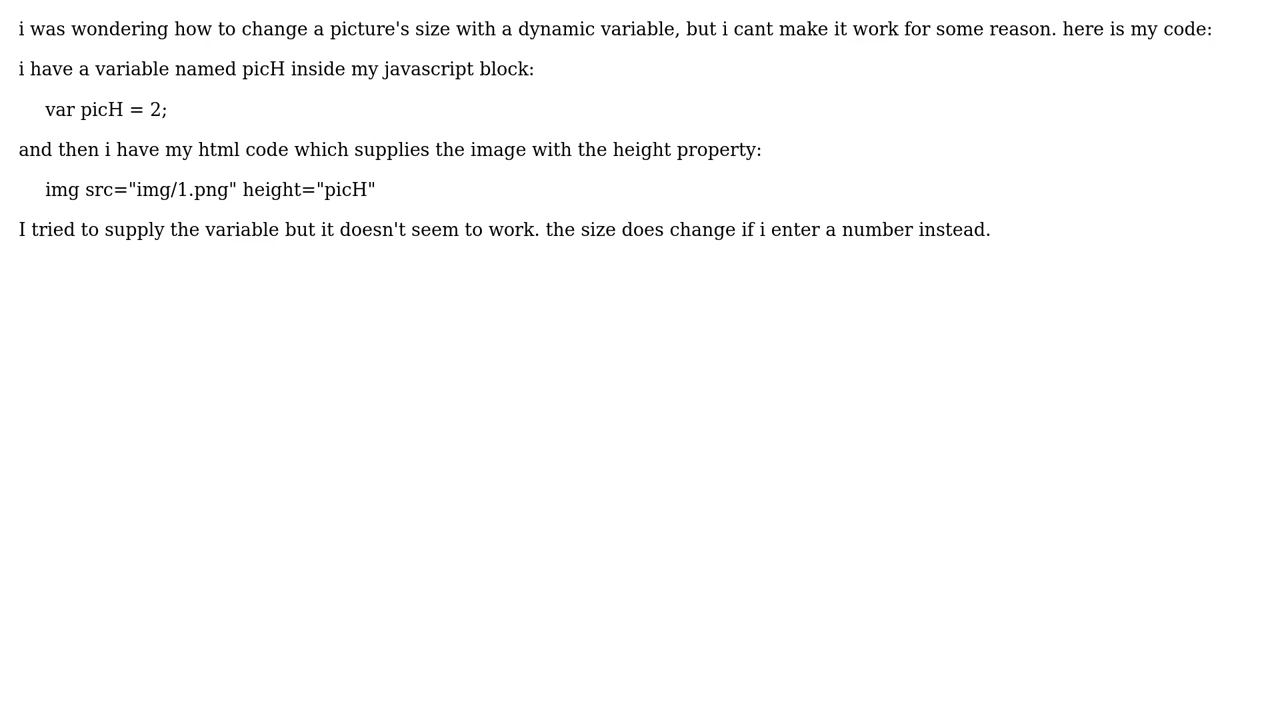 i was wondering how to change a picture's size with a dynamic variable, but i cant make it work for some reason. here is my code:
i have a variable named picH inside my javascript block:
var picH = 2;
and then i have my html code which supplies the image with the height property:
img src="img/1.png" height="picH"
I tried to supply the variable but it doesn't seem to work. the size does change if i enter a number instead.